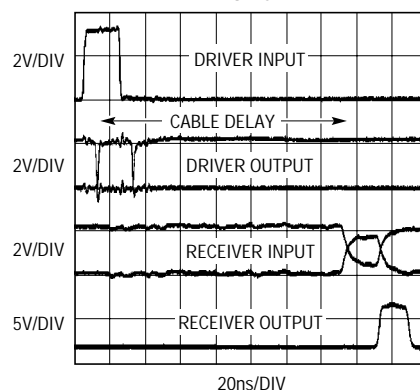 2V/DIV
DRIVER INPUT
CABLE DELAY
2V/DIV
DRIVER OUTPUT
2V/DIV
RECEIVER INPUT
5V/DIV
RECEIVER OUTPUT
20ns/DIV